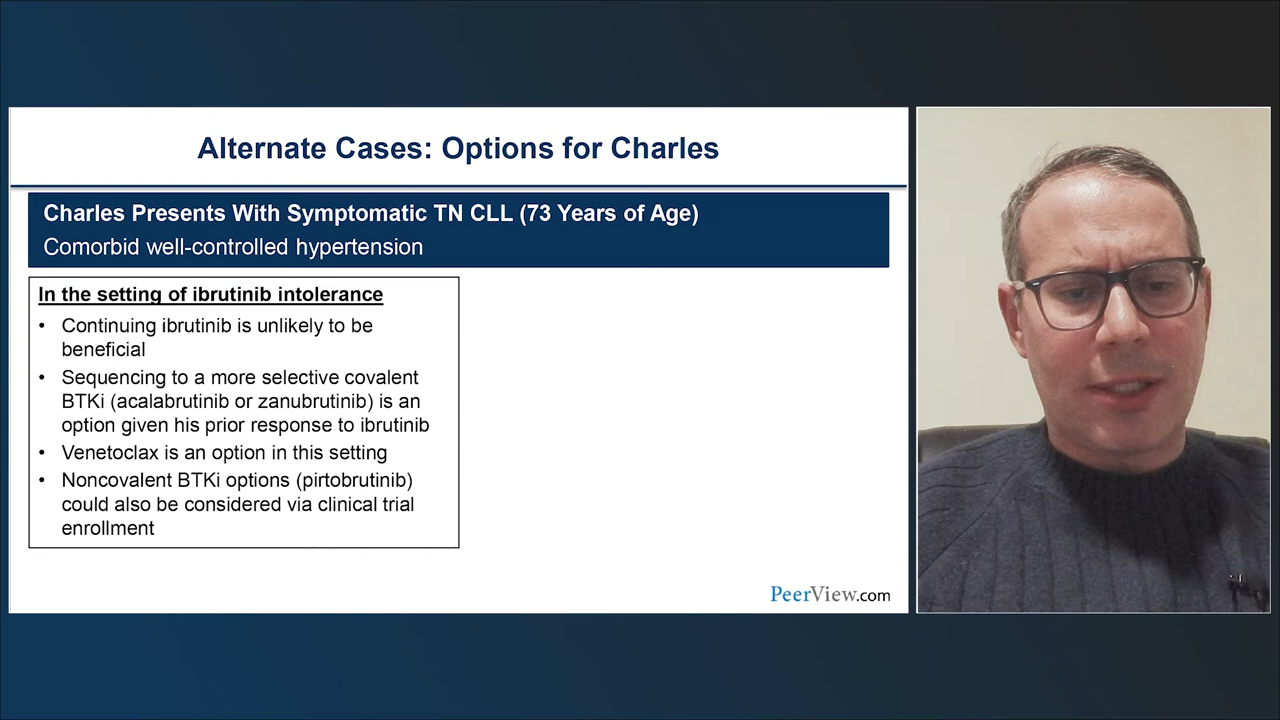 Alternate Cases: Options for Charles
Charles Presents With Symptomatic TN CLL (73 Years of Age)
Comorbid well-controlled hypertension
In the setting of ibrutinib intolerance
• Continuing ibrutinib is unlikely to be
beneficial
• Sequencing to a more selective covalent
BTKi (acalabrutinib or zanubrutinib) is an
option given his prior response to ibrutinib
• Venetoclax is an option in this setting
• Noncovalent BTKi options (pirtobrutinib)
could also be considered via clinical trial
enrollment
PeerView.com